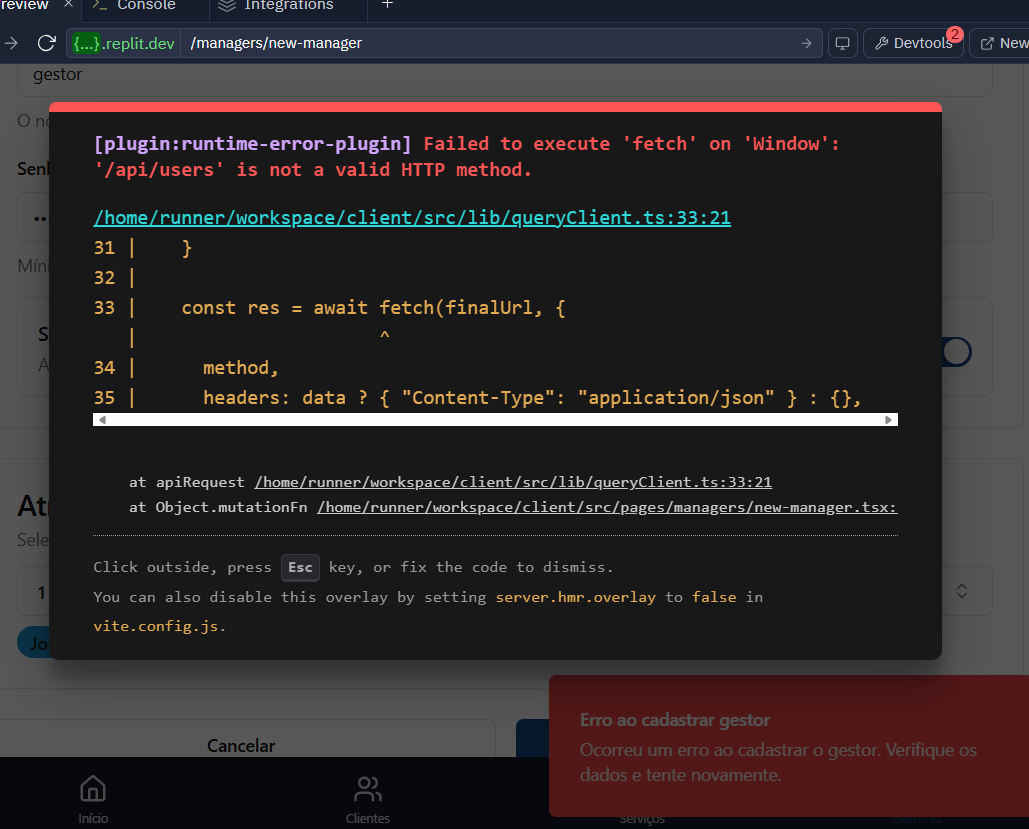 review
Console
Integrations
{...}.replit.dev
/managers/new-manager
Devtools
2
New
gestor
O no
[plugin:runtime-error-plugin] Failed to execute 'fetch' on 'Window':
'/api/users' is not a valid HTTP method.
Senh
/home/runner/workspace/client/src/lib/queryClient.ts:33:21
31 | }
32 |
33 | const res = await fetch(finalUrl, {
| ^
34 | method,
35 | headers: data ? { "Content-Type": "application/json" } : {},
Míni
S
A
at apiRequest /home/runner/workspace/client/src/lib/queryClient.ts:33:21
at Object.mutationFn /home/runner/workspace/client/src/pages/managers/new-manager.tsx:
Atr
Sele
Click outside, press Esc key, or fix the code to dismiss.
You can also disable this overlay by setting server.hmr.overlay to false in
vite.config.js.
1
Jo
Erro ao cadastrar gestor
Ocorreu um erro ao cadastrar o gestor. Verifique os
dados e tente novamente.
Cancelar
Início
Clientes
Serviços
Gestores